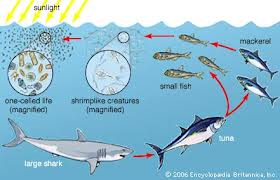 sunlight
mackerel
one-celled life
(magnified)
shrimplike creatures
(magnified)
small fish
tuna
large shark
© 2006 Encyclopædia Britannica, Inc.